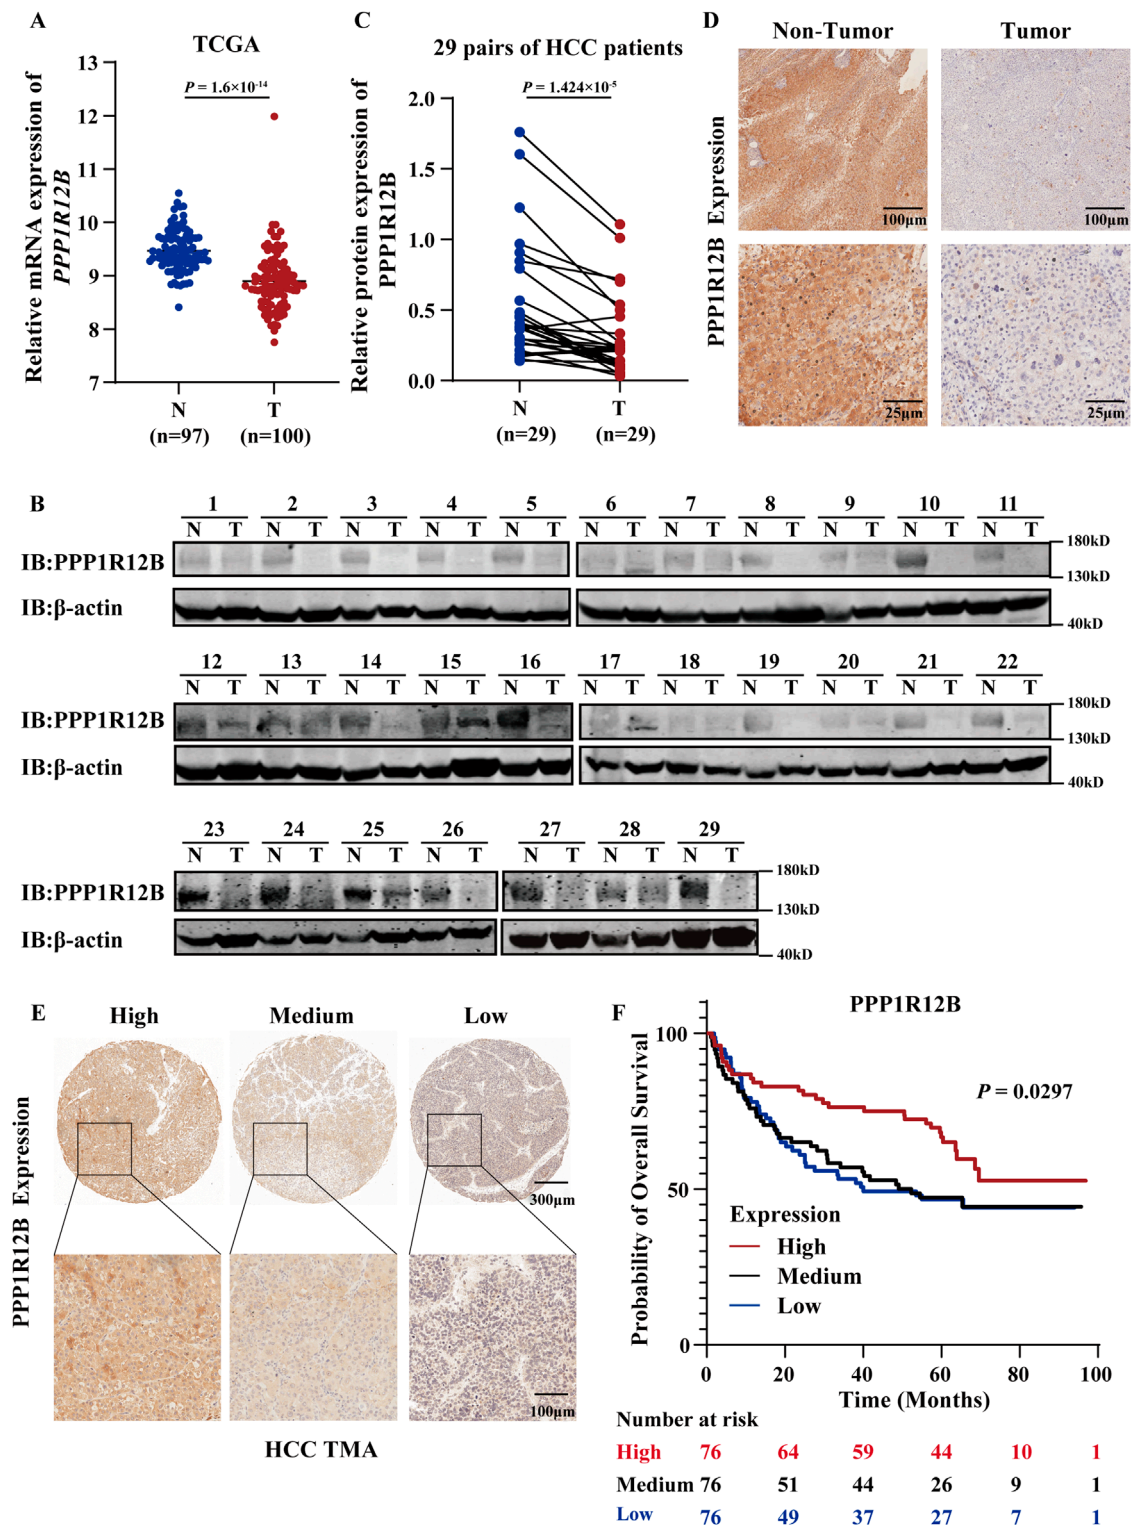 A
TCGA
Relative mRNA expression of
PPP1R12B
P = 1.6×10-14
13
12
11
10
9
8
7
N
T
(n=97)
(n=100)
C
29 pairs of HCC patients
Relative protein expression of
PPP1R12B
P = 1.424×10-5
2.0
1.5
1.0
0.5
0.0
N
T
(n=29)
(n=29)
D
Non-Tumor
Tumor
PPP1R12B Expression
100μm
100μm
25μm
25μm
B
1 2 3 4 5 6 7 8 9 10 11
N T N T N T N T N T N T N T N T N T N T N T
IB:PPP1R12B
180kD
130kD
IB:β-actin
40kD
12 13 14 15 16 17 18 19 20 21 22
N T N T N T N T N T N T N T N T N T N T N T
IB:PPP1R12B
180kD
130kD
IB:β-actin
40kD
23 24 25 26 27 28 29
N T N T N T N T N T N T N T
IB:PPP1R12B
180kD
130kD
IB:β-actin
40kD
E
High
Medium
Low
PPP1R12B Expression
300μm
100μm
HCC TMA
F
PPP1R12B
Probability of Overall Survival
100
50
0
P = 0.0297
Expression
High
Medium
Low
0 20 40 60 80 100
Time (Months)
Number at risk
High 76 64 59 44 10 1
Medium 76 51 44 26 9 1
Low 76 49 37 27 7 1